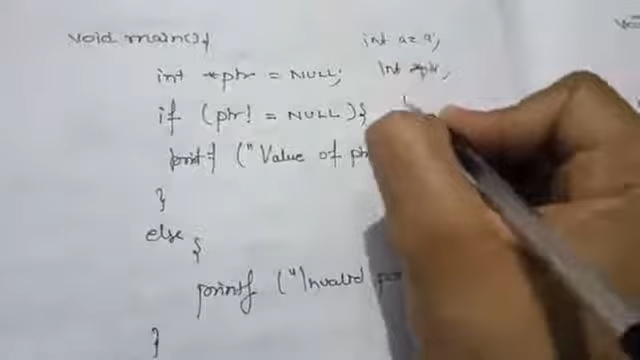 void main(){
int *ptr = NULL;
if (ptr != NULL){
printf ("Value of
}
else {
printf ("Invalid
}
int a = 9;
int *ptr;